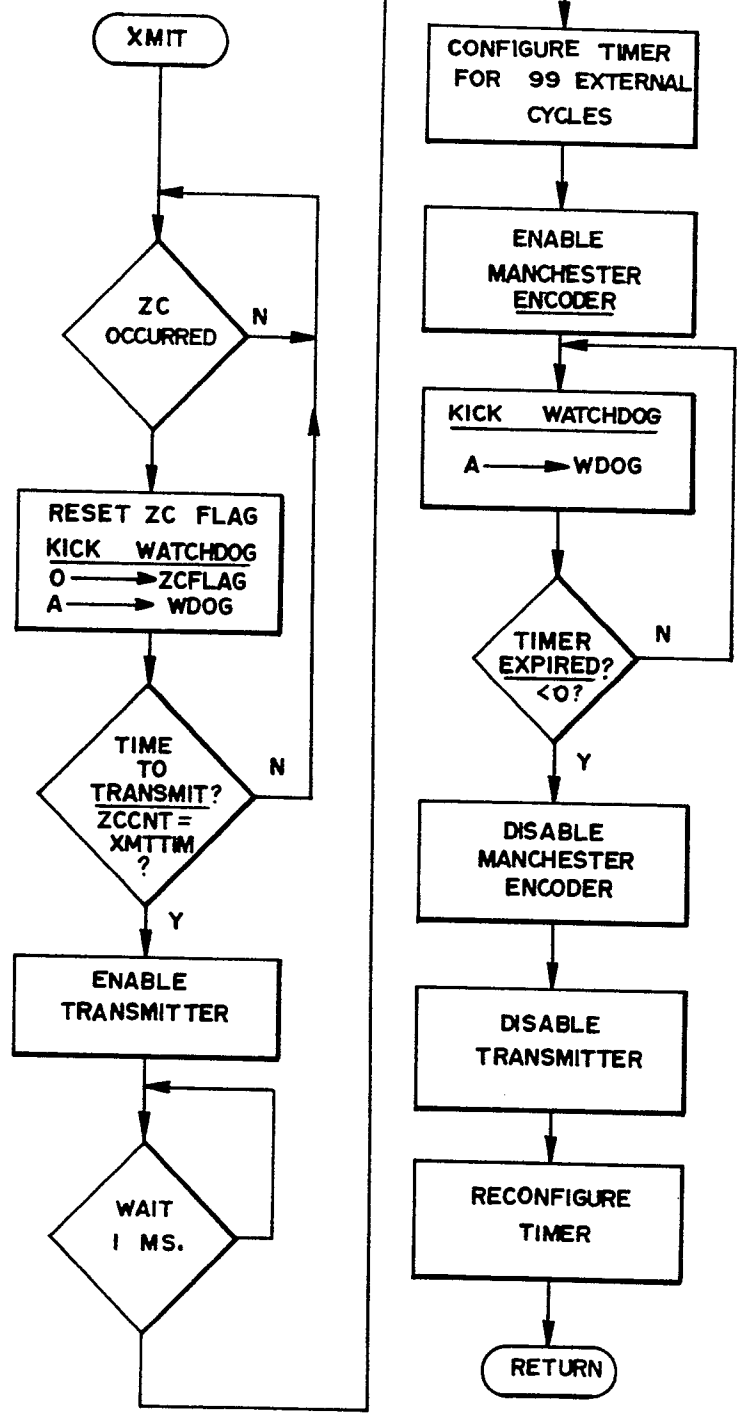 XMIT
ZC
OCCURRED
N
RESET ZC FLAG
KICK WATCHDOG
O → ZCFLAG
A → WDOG
TIME
TO
TRANSMIT?
ZCCNT =
XMTTIM
?
N
Y
ENABLE
TRANSMITTER
WAIT
1 MS.
CONFIGURE TIMER
FOR 99 EXTERNAL
CYCLES
ENABLE
MANCHESTER
ENCODER
KICK WATCHDOG
A → WDOG
TIMER
EXPIRED?
<0?
N
Y
DISABLE
MANCHESTER
ENCODER
DISABLE
TRANSMITTER
RECONFIGURE
TIMER
RETURN